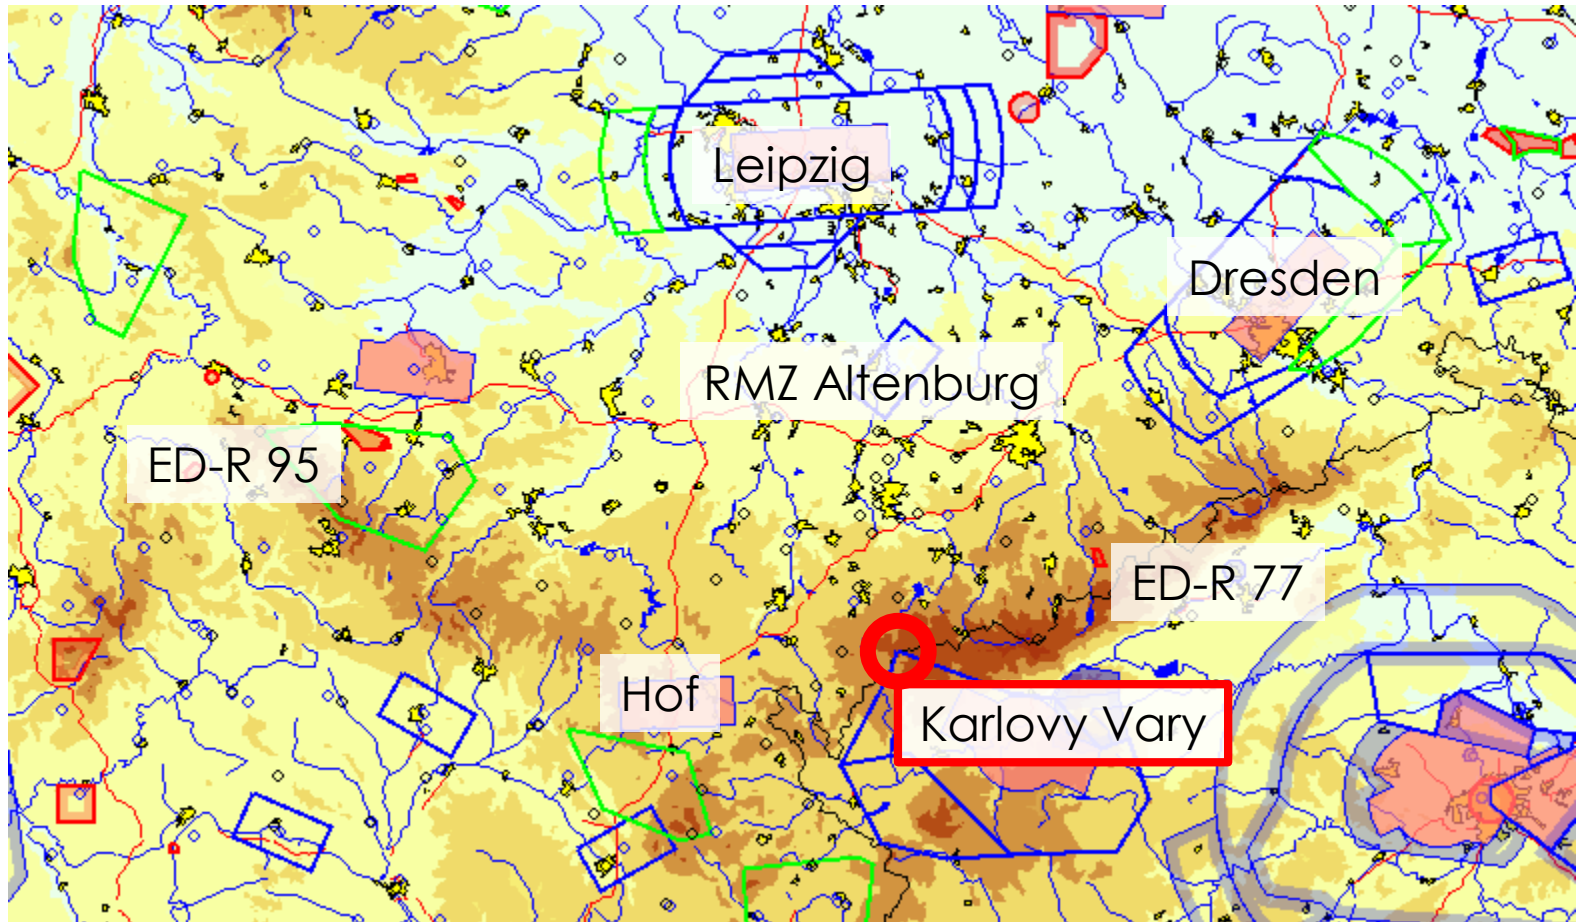 Leipzig
Dresden
RMZ Altenburg
ED-R 95
ED-R 77
Hof
Karlovy Vary